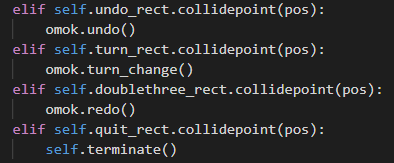 elif self.undo_rect.collidepoint(pos):
    omok.undo()
elif self.turn_rect.collidepoint(pos):
    omok.turn_change()
elif self.doublethree_rect.collidepoint(pos):
    omok.redo()
elif self.quit_rect.collidepoint(pos):
    self.terminate()